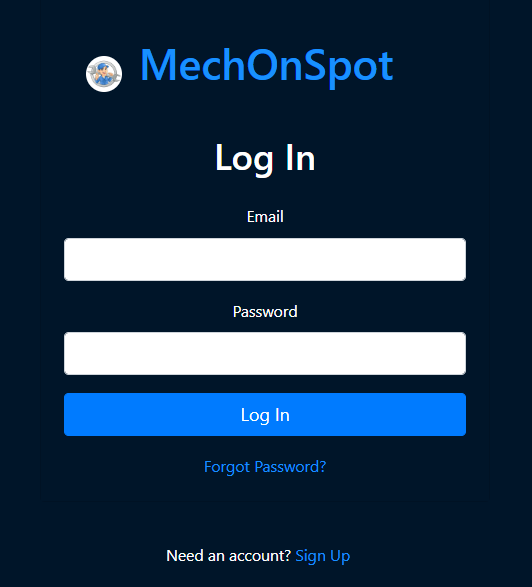 MechOnSpot
Log In
Email
Password
Log In
Forgot Password?
Need an account? Sign Up